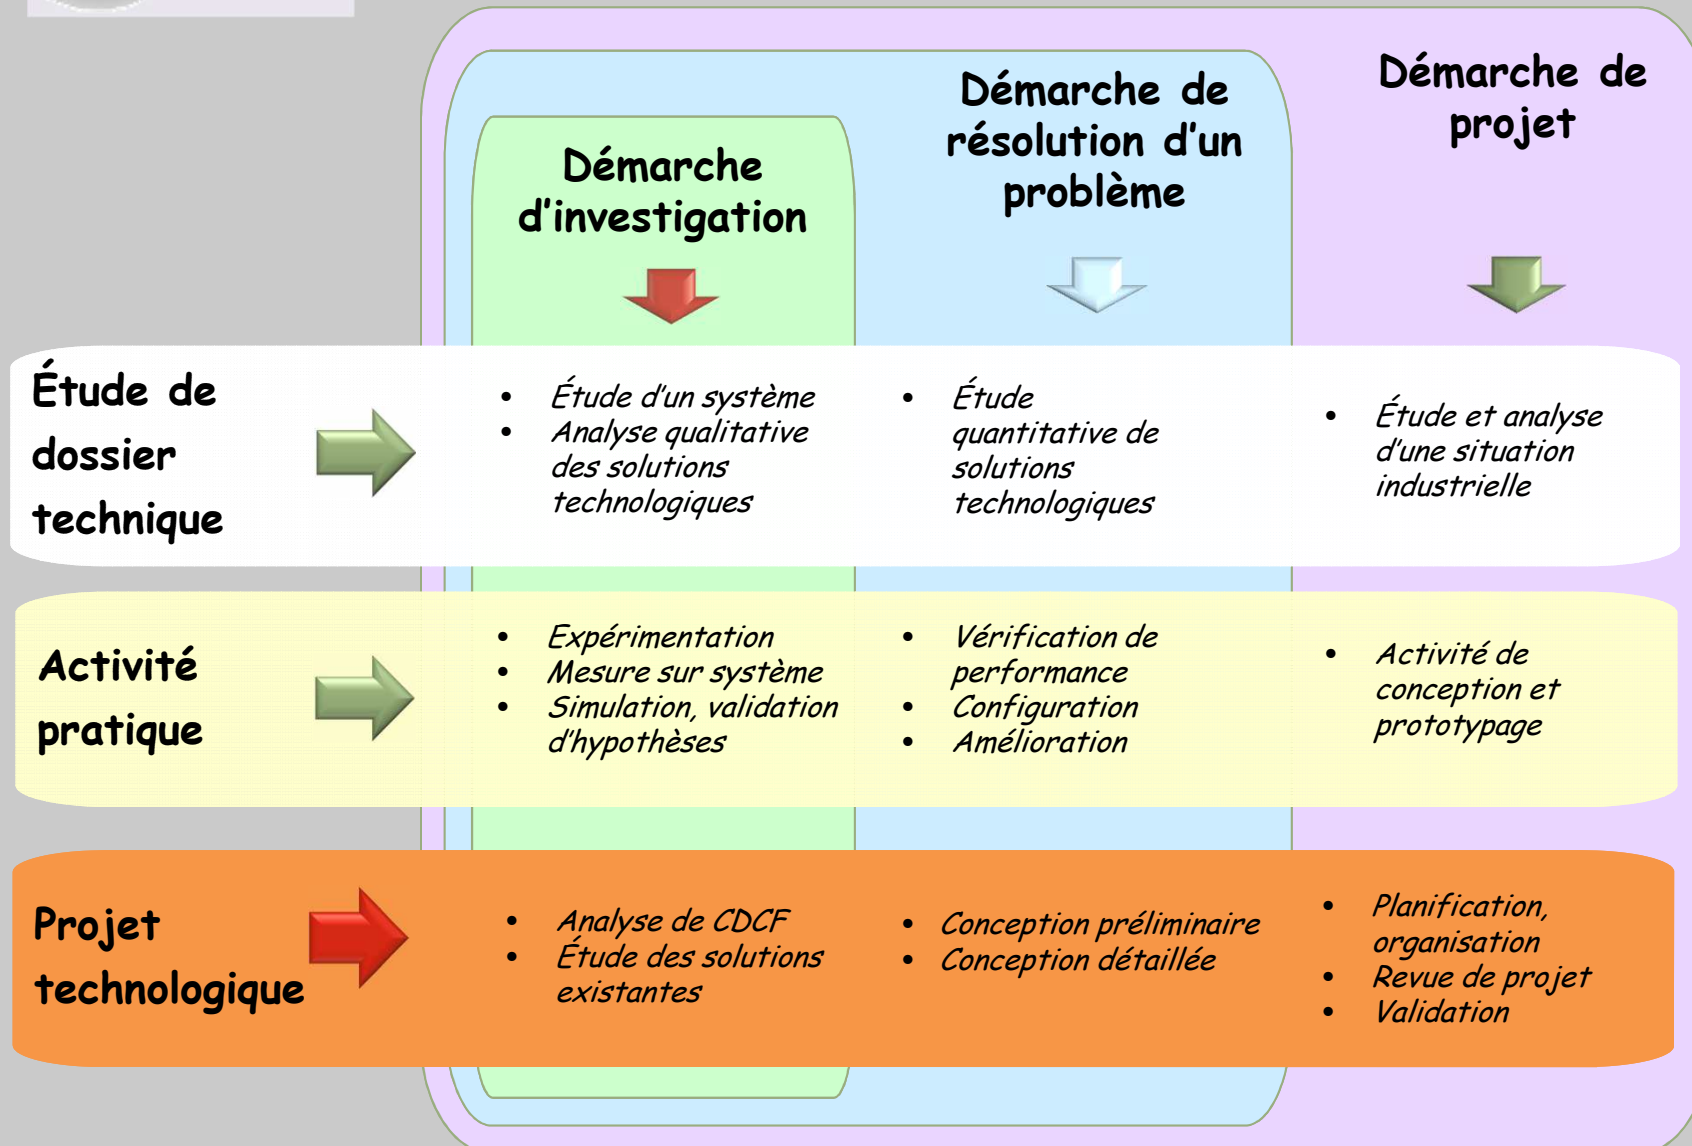 Démarche
d'investigation
Démarche de
résolution d'un
problème
Démarche de
projet
Étude de
dossier
technique
• Étude d'un système
• Analyse qualitative
des solutions
technologiques
• Étude
quantitative de
solutions
technologiques
• Étude et analyse
d'une situation
industrielle
Activité
pratique
• Expérimentation
• Mesure sur système
• Simulation, validation
d'hypothèses
• Vérification de
performance
• Configuration
• Amélioration
• Activité de
conception et
prototypage
Projet
technologique
• Analyse de CDCF
• Étude des solutions
existantes
• Conception préliminaire
• Conception détaillée
• Planification,
organisation
• Revue de projet
• Validation